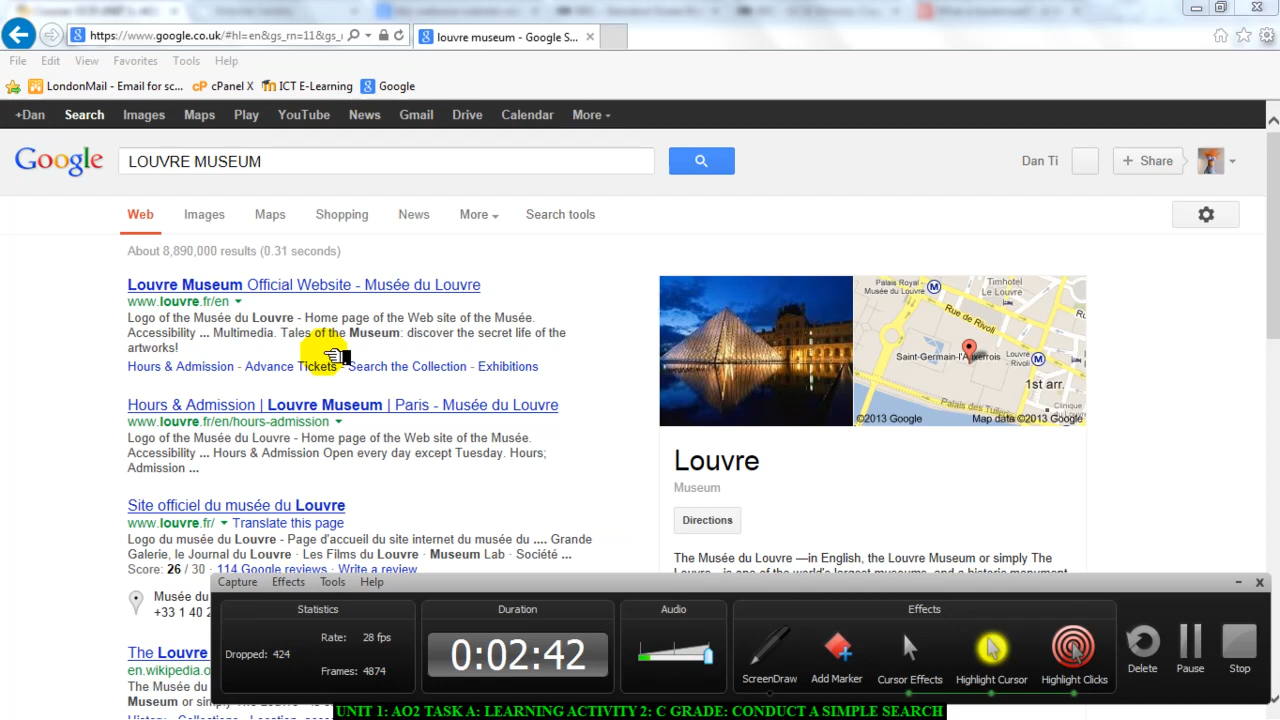 https://www.google.co.uk/#hl=en&gs_rn=11&gs_
louvre museum - Google S...
File Edit View Favorites Tools Help
LondonMail - Email for sc... cPanel X ICT E-Learning Google
+Dan Search Images Maps Play YouTube News Gmail Drive Calendar More
Google LOUVRE MUSEUM Dan Ti + Share
Web Images Maps Shopping News More Search tools
About 8,890,000 results (0.31 seconds)
Louvre Museum Official Website - Musée du Louvre
www.louvre.fr/en
Logo of the Musée du Louvre - Home page of the Web site of the Musée.
Accessibility ... Multimedia. Tales of the Museum: discover the secret life of the
artworks!
Hours & Admission - Advance Tickets - Search the Collection - Exhibitions
Hours & Admission | Louvre Museum | Paris - Musée du Louvre
www.louvre.fr/en/hours-admission
Logo of the Musée du Louvre - Home page of the Web site of the Musée.
Accessibility ... Hours & Admission Open every day except Tuesday. Hours;
Admission ...
Site officiel du musée du Louvre
www.louvre.fr/ Translate this page
Logo du musée du Louvre - Page d'accueil du site internet du musée du .... Grande
Galerie, le Journal du Louvre · Les Films du Louvre · Museum Lab · Société ...
Score: 26 / 30 · 114 Google reviews · Write a review
Musée du
+33 1 40 2
The Louvre
en.wikipedia.o
The Musée du
Museum or simply
Palais Royal
Musée du Louvre
Timhotel
Le Louvre
Rue de Rivoli
Saint-Germain-l'Auxerrois
Louvre
Rivoli
1st arr.
Palais des Tuileries
Clinique
du Louvre
©2013 Google
Map data ©2013 Google
Louvre
Museum
Directions
The Musée du Louvre —in English, the Louvre Museum or simply The
Louvre—is one of the world's largest museums, and a historic monument
Capture Effects Tools Help
Statistics
Rate: 28 fps
Dropped: 424
Frames: 4874
Duration
0:02:42
Audio
Effects
ScreenDraw Add Marker Cursor Effects Highlight Cursor Highlight Clicks
Delete Pause Stop
UNIT 1: AO2 TASK A: LEARNING ACTIVITY 2: C GRADE: CONDUCT A SIMPLE SEARCH